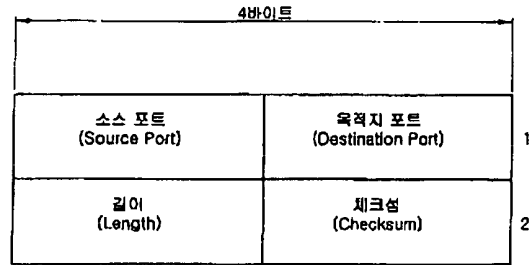 4바이트
소스 포트
(Source Port)
목적지 포트
(Destination Port)
1
길이
(Length)
체크섬
(Checksum)
2